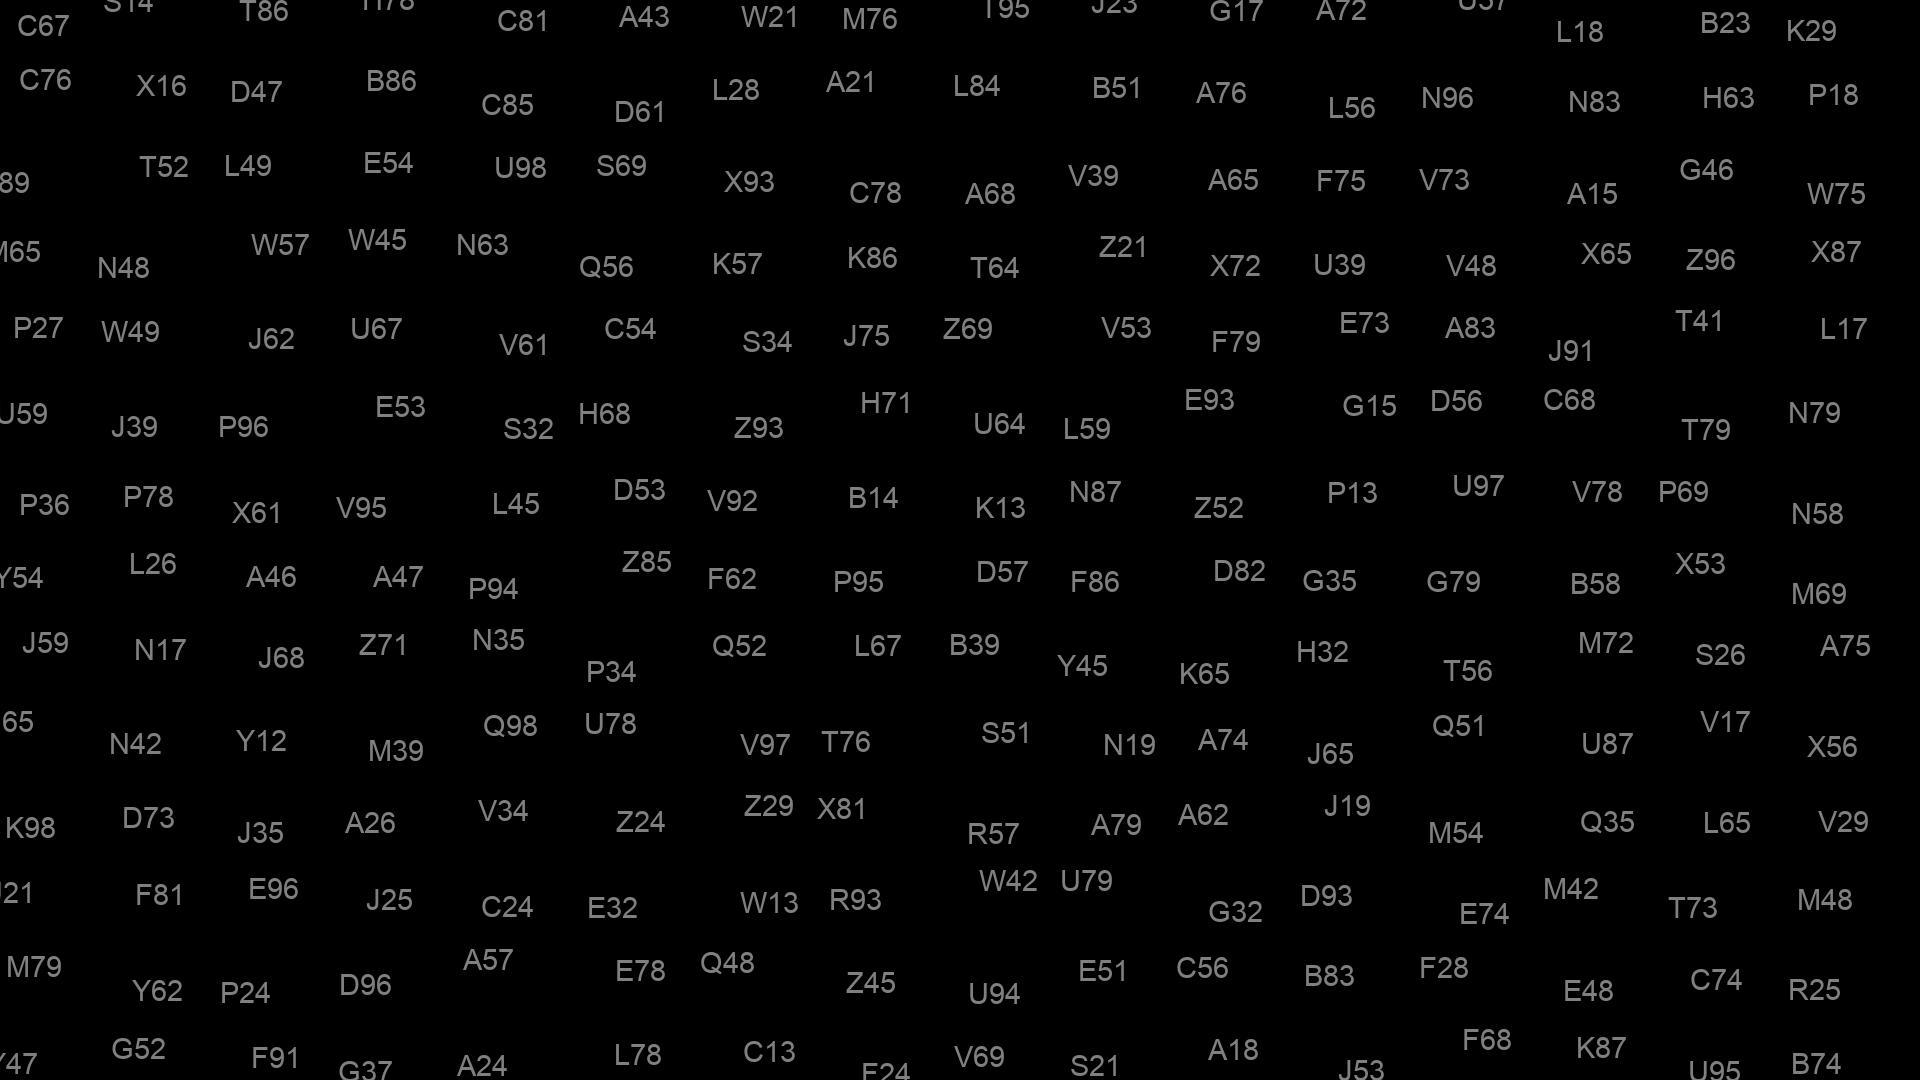 C67 S14 T86 H78 C81 A43 W21 M76 T95 J23 G17 A72 L18 B23 K29
C76 X16 D47 B86 C85 D61 L28 A21 L84 B51 A76 L56 N96 N83 H63 P18
89 T52 L49 E54 U98 S69 X93 C78 A68 V39 A65 F75 V73 A15 G46 W75
M65 N48 W57 W45 N63 Q56 K57 K86 T64 Z21 X72 U39 V48 X65 Z96 X87
P27 W49 J62 U67 V61 C54 S34 J75 Z69 V53 F79 E73 A83 J91 T41 L17
U59 J39 P96 E53 S32 H68 Z93 H71 U64 L59 E93 G15 D56 C68 T79 N79
P36 P78 X61 V95 L45 D53 V92 B14 K13 N87 Z52 P13 U97 V78 P69 N58
Y54 L26 A46 A47 P94 Z85 F62 P95 D57 F86 D82 G35 G79 B58 X53 M69
J59 N17 J68 Z71 N35 P34 Q52 L67 B39 Y45 K65 H32 T56 M72 S26 A75
65 N42 Y12 M39 Q98 U78 V97 T76 S51 N19 A74 J65 Q51 U87 V17 X56
K98 D73 J35 A26 V34 Z24 Z29 X81 R57 A79 A62 J19 M54 Q35 L65 V29
21 F81 E96 J25 C24 E32 W13 R93 W42 U79 G32 D93 E74 M42 T73 M48
M79 Y62 P24 D96 A57 E78 Q48 Z45 U94 E51 C56 B83 F28 E48 C74 R25
47 G52 F91 G37 A24 L78 C13 V69 S21 A18 J53 F68 K87 U95 B74